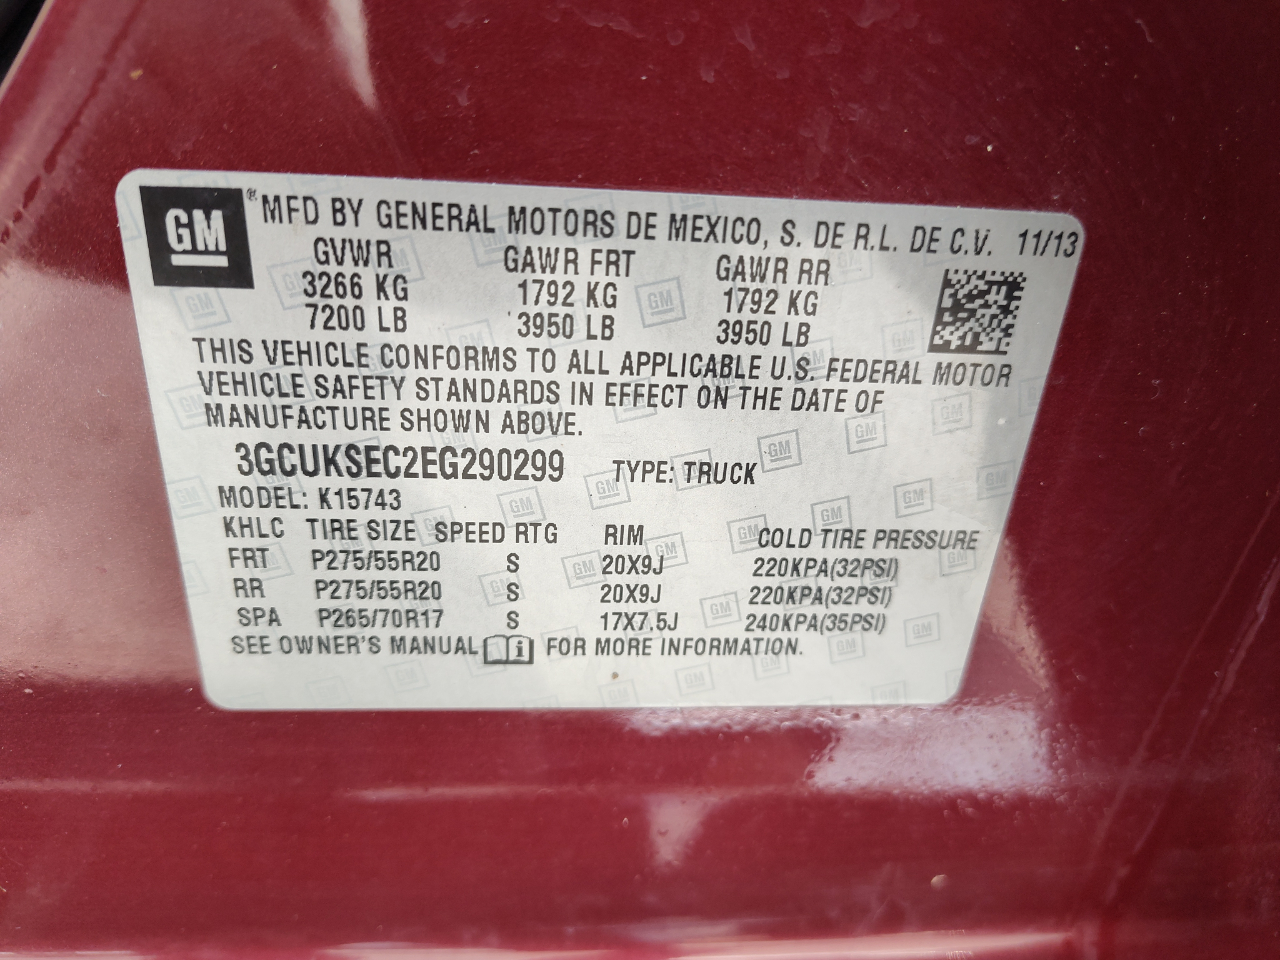 GM ® MFD BY GENERAL MOTORS DE MEXICO, S. DE R.L. DE C.V. 11/13
GVWR GAWR FRT GAWR RR
3266 KG 1792 KG 1792 KG
7200 LB 3950 LB 3950 LB
THIS VEHICLE CONFORMS TO ALL APPLICABLE U.S. FEDERAL MOTOR
VEHICLE SAFETY STANDARDS IN EFFECT ON THE DATE OF
MANUFACTURE SHOWN ABOVE.
3GCUKSEC2EG290299 TYPE: TRUCK
MODEL: K15743
KHLC TIRE SIZE SPEED RTG RIM COLD TIRE PRESSURE
FRT P275/55R20 S 20X9J 220KPA(32PSI)
RR P275/55R20 S 20X9J 220KPA(32PSI)
SPA P265/70R17 S 17X7.5J 240KPA(35PSI)
SEE OWNER'S MANUAL i FOR MORE INFORMATION.